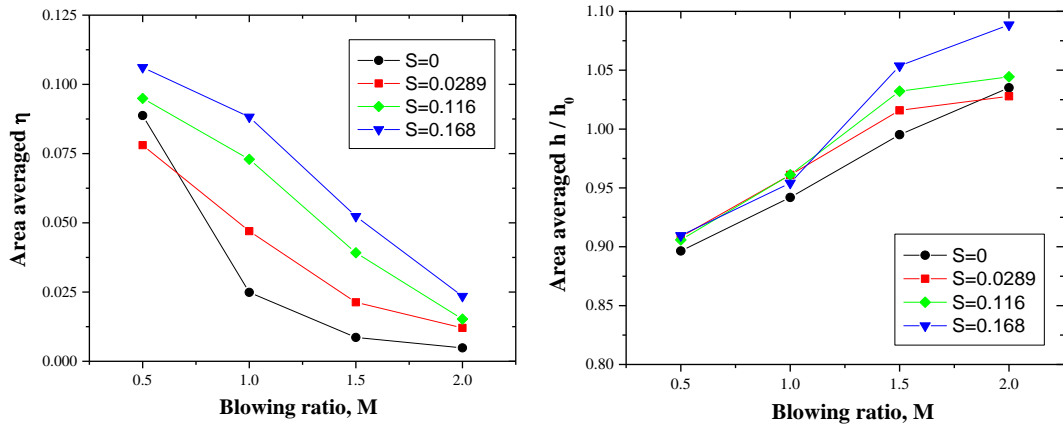 0.125
0.100
0.075
0.050
0.025
0.000
Area averaged η
S=0
S=0.0289
S=0.116
S=0.168
0.5 1.0 1.5 2.0
Blowing ratio, M
1.10
1.05
1.00
0.95
0.90
0.85
0.80
Area averaged h / h₀
S=0
S=0.0289
S=0.116
S=0.168
0.5 1.0 1.5 2.0
Blowing ratio, M